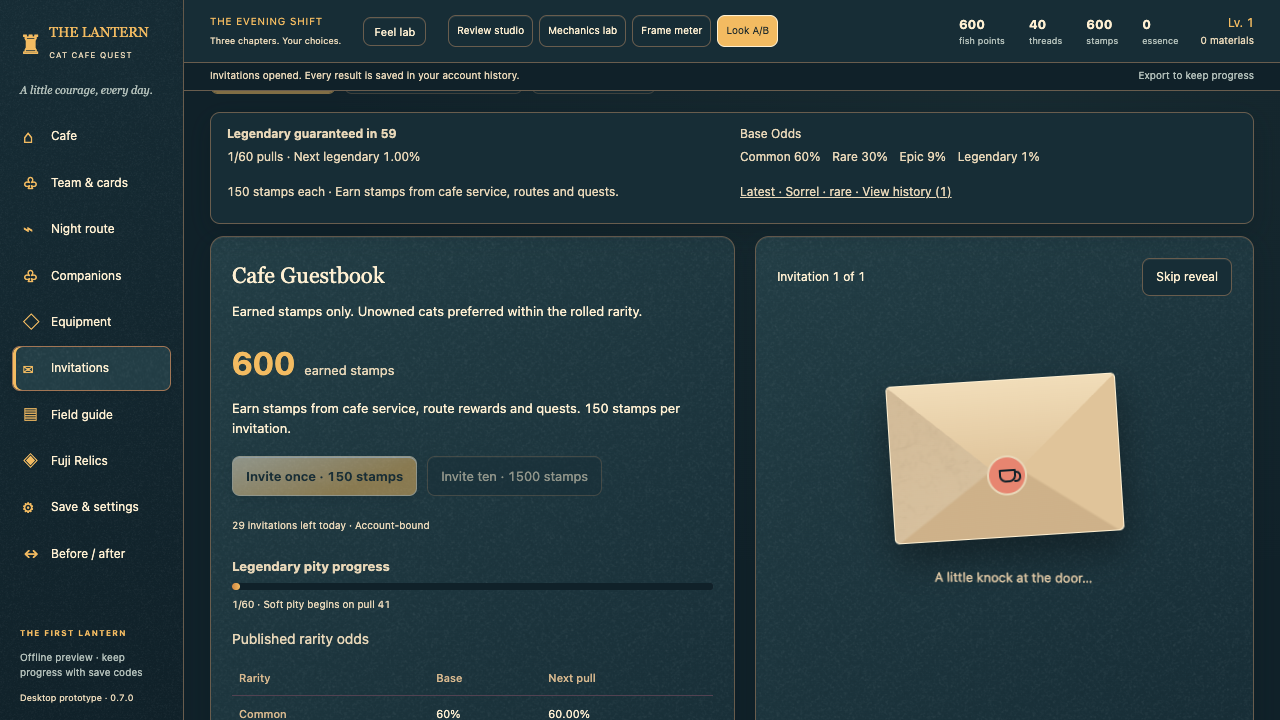 THE LANTERN
CAT CAFE QUEST
A little courage, every day.
Cafe
Team & cards
Night route
Companions
Equipment
Invitations
Field guide
Fuji Relics
Save & settings
Before / after
THE FIRST LANTERN
Offline preview · keep
progress with save codes
Desktop prototype · 0.7.0
THE EVENING SHIFT
Three chapters. Your choices.
Feel lab
Review studio
Mechanics lab
Frame meter
Look A/B
600
fish points
40
threads
600
stamps
0
essence
Lv. 1
0 materials
Invitations opened. Every result is saved in your account history.
Export to keep progress
Legendary guaranteed in 59
1/60 pulls · Next legendary 1.00%
150 stamps each · Earn stamps from cafe service, routes and quests.
Base Odds
Common 60% Rare 30% Epic 9% Legendary 1%
Latest · Sorrel · rare · View history (1)
Cafe Guestbook
Earned stamps only. Unowned cats preferred within the rolled rarity.
600 earned stamps
Earn stamps from cafe service, route rewards and quests. 150 stamps per
invitation.
Invite once · 150 stamps
Invite ten · 1500 stamps
29 invitations left today · Account-bound
Legendary pity progress
1/60 · Soft pity begins on pull 41
Published rarity odds
Rarity Base Next pull
Common 60% 60.00%
Invitation 1 of 1
Skip reveal
A little knock at the door...